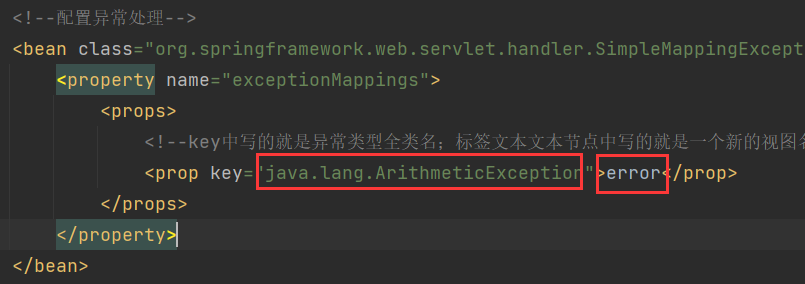 <!--配置异常处理-->
<bean class="org.springframework.web.servlet.handler.SimpleMappingExcept
<property name="exceptionMappings">
<props>
<!--key中写的就是异常类型全类名；标签文本文本节点中写的就是一个新的视图名
<prop key="java.lang.ArithmeticException">error</prop>
</props>
</property>
</bean>